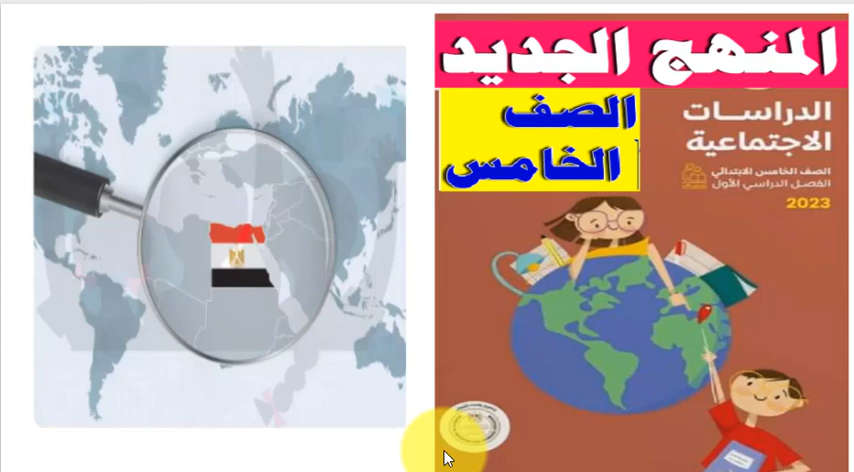 المنهج الجديد
الصف
الخامس
الدراسات
الاجتماعية
الصف الخامس الابتدائي
الفصل الدراسي الأول
2023